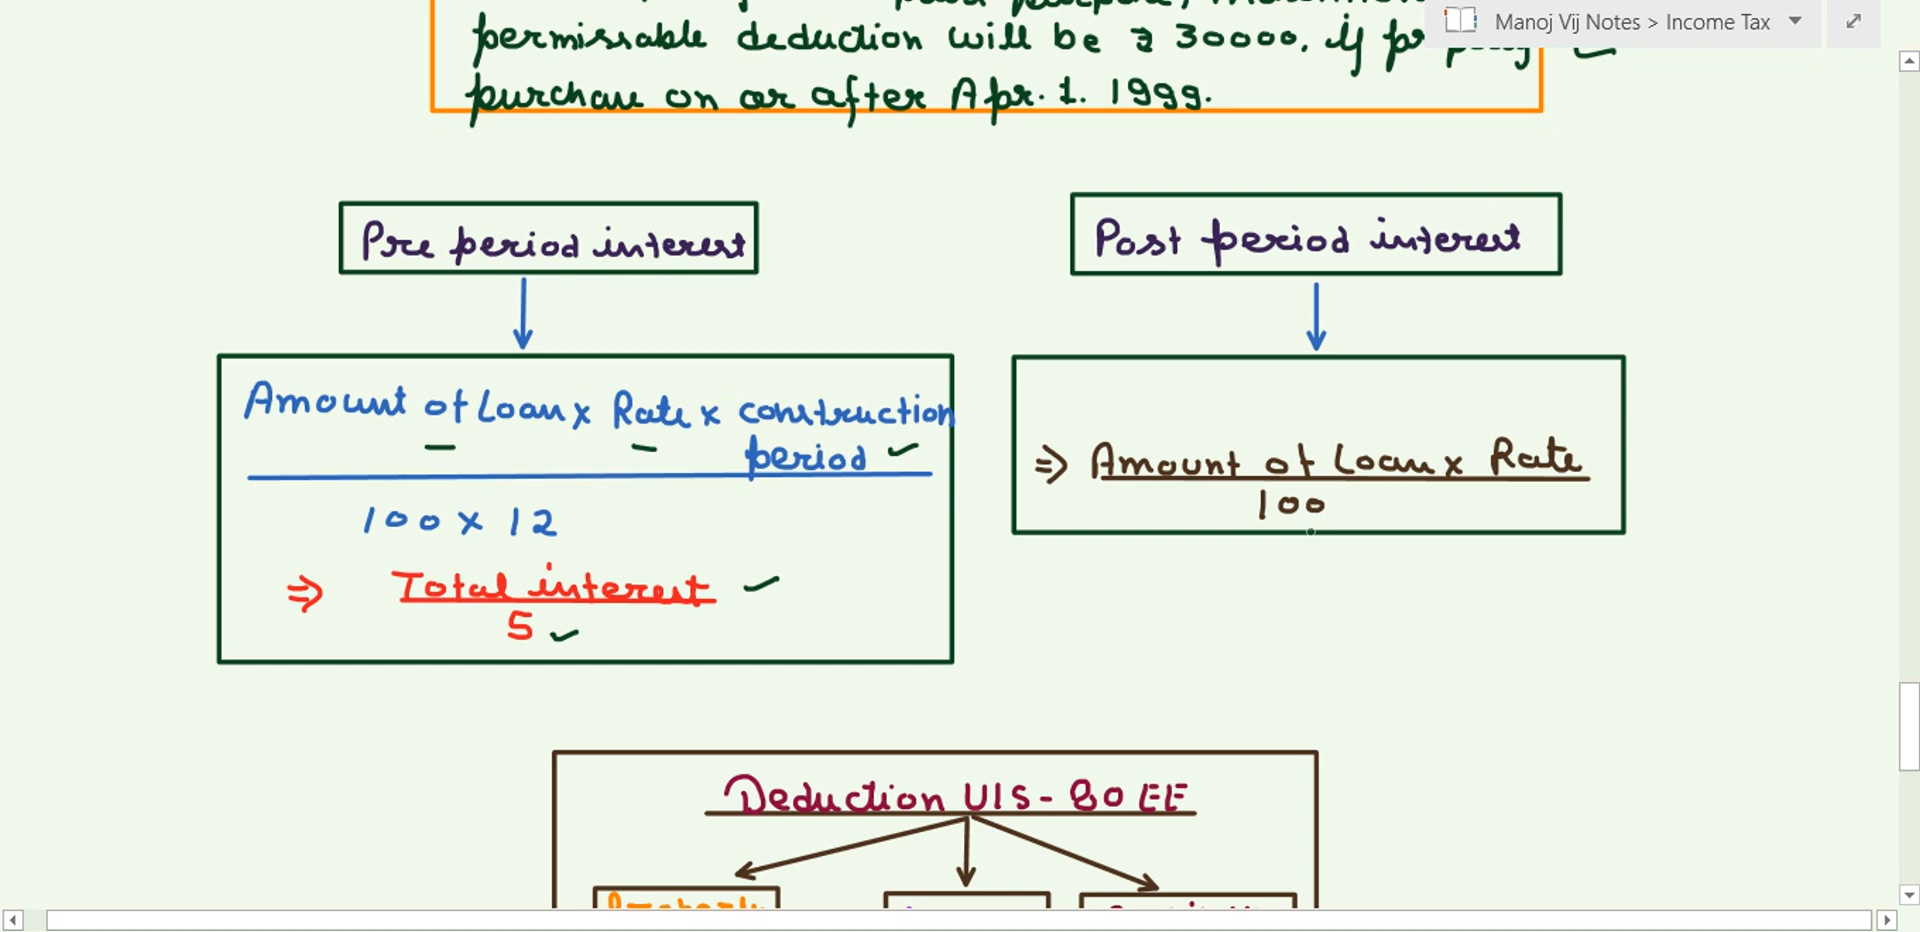 Manoj Vij Notes > Income Tax
permissable deduction will be ₹ 30000. if
purchase on or after Apr. 1. 1999.
Pre period interest
Post period interest
Amount of Loan x Rate x construction
period
100 x 12
⇒ Total interest
5
⇒ Amount of Loan x Rate
100
Deduction U/S - 80 EE